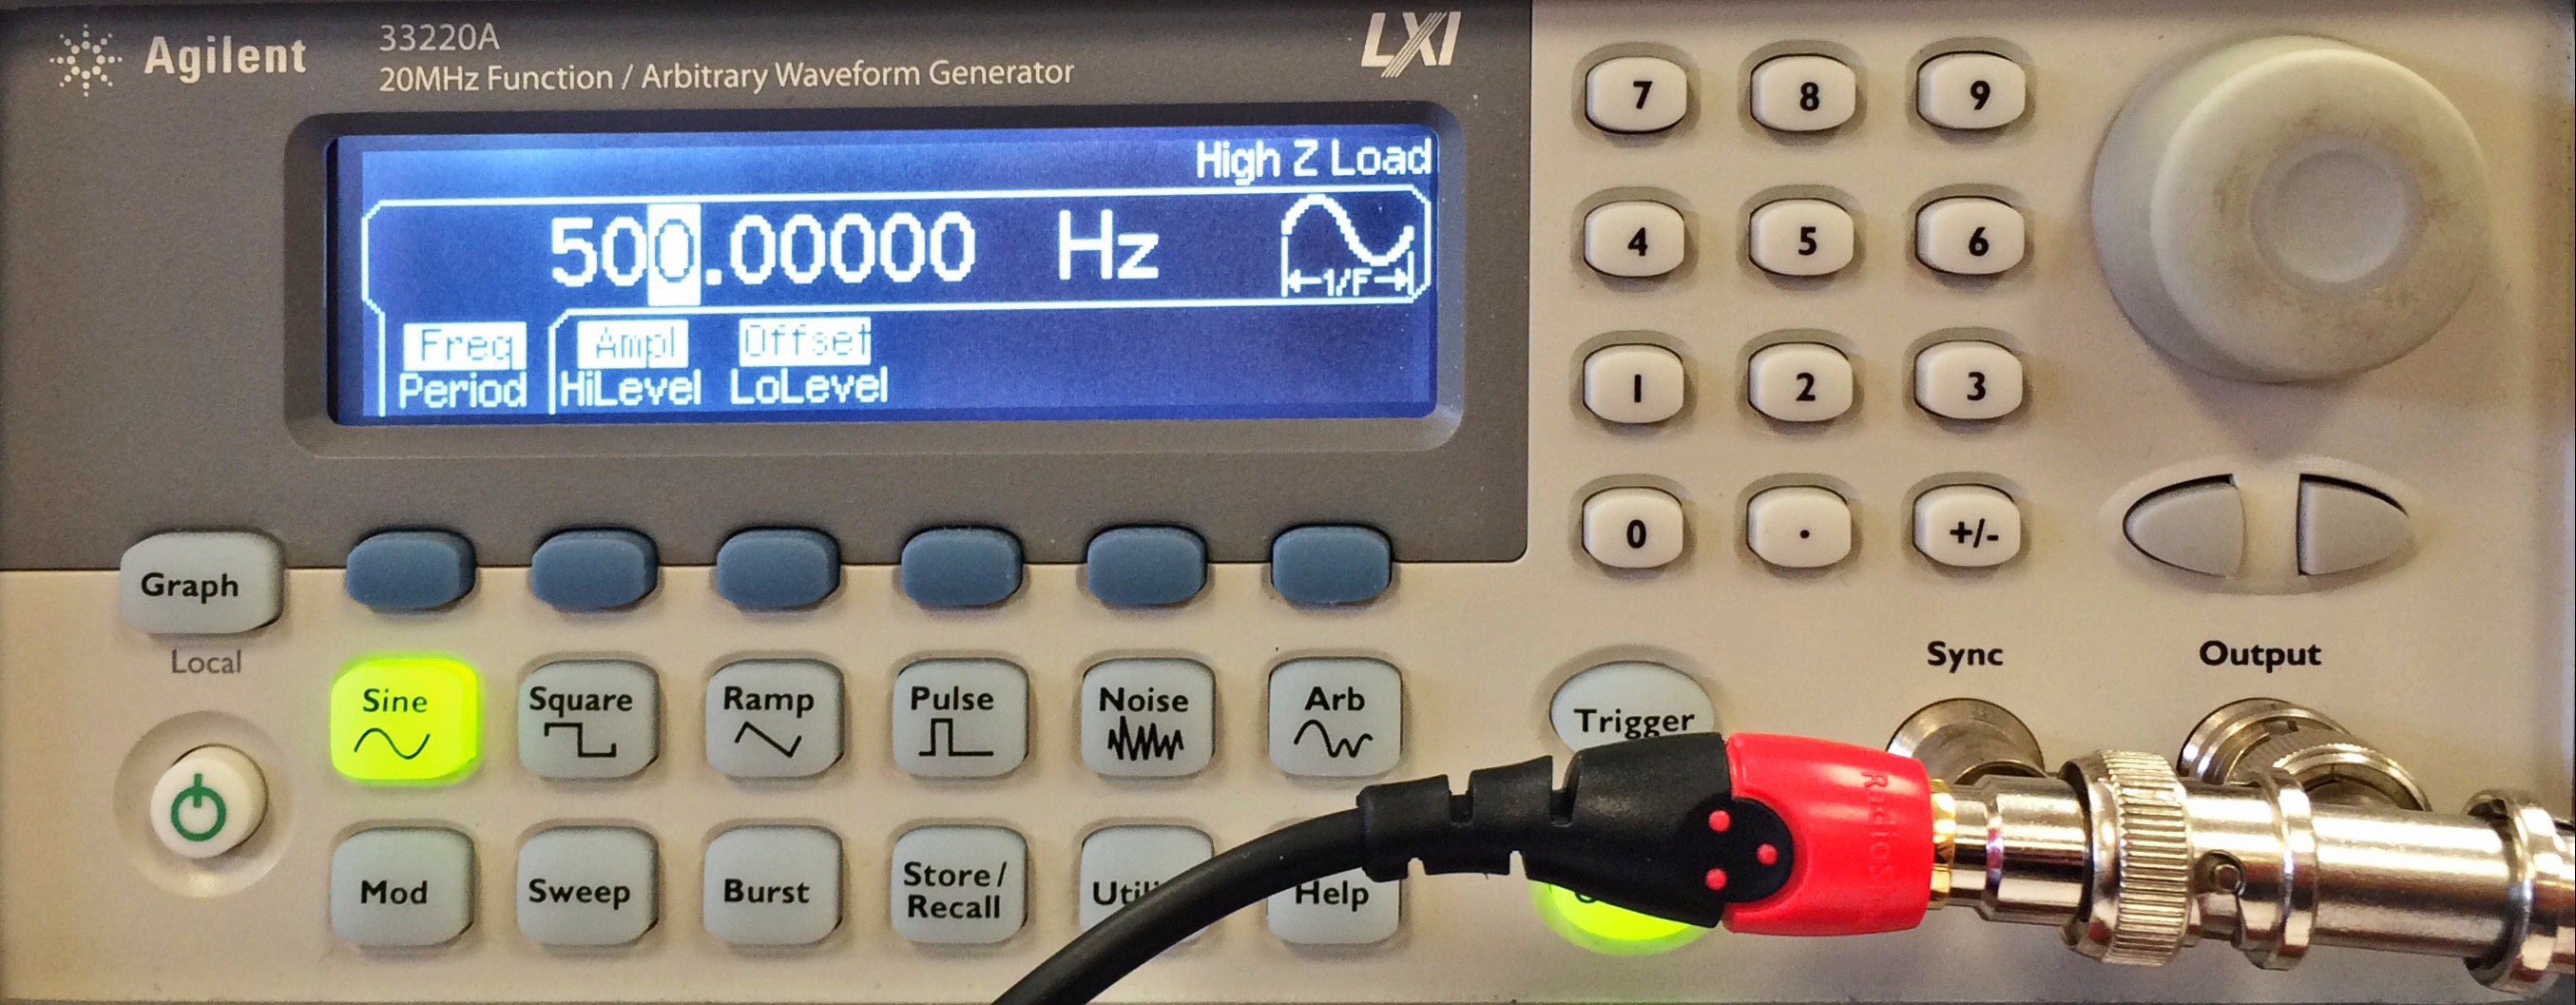 Agilent
33220A
20MHz Function / Arbitrary Waveform Generator
LXI
High Z Load
500.00000 Hz
1/F
Freq Ampl Offset
Period HiLevel LoLevel
7 8 9
4 5 6
1 2 3
0 . +/-
Graph
Local
Sine Square Ramp Pulse Noise Arb
Mod Sweep Burst Store/
Recall
Help
Trigger
Sync Output